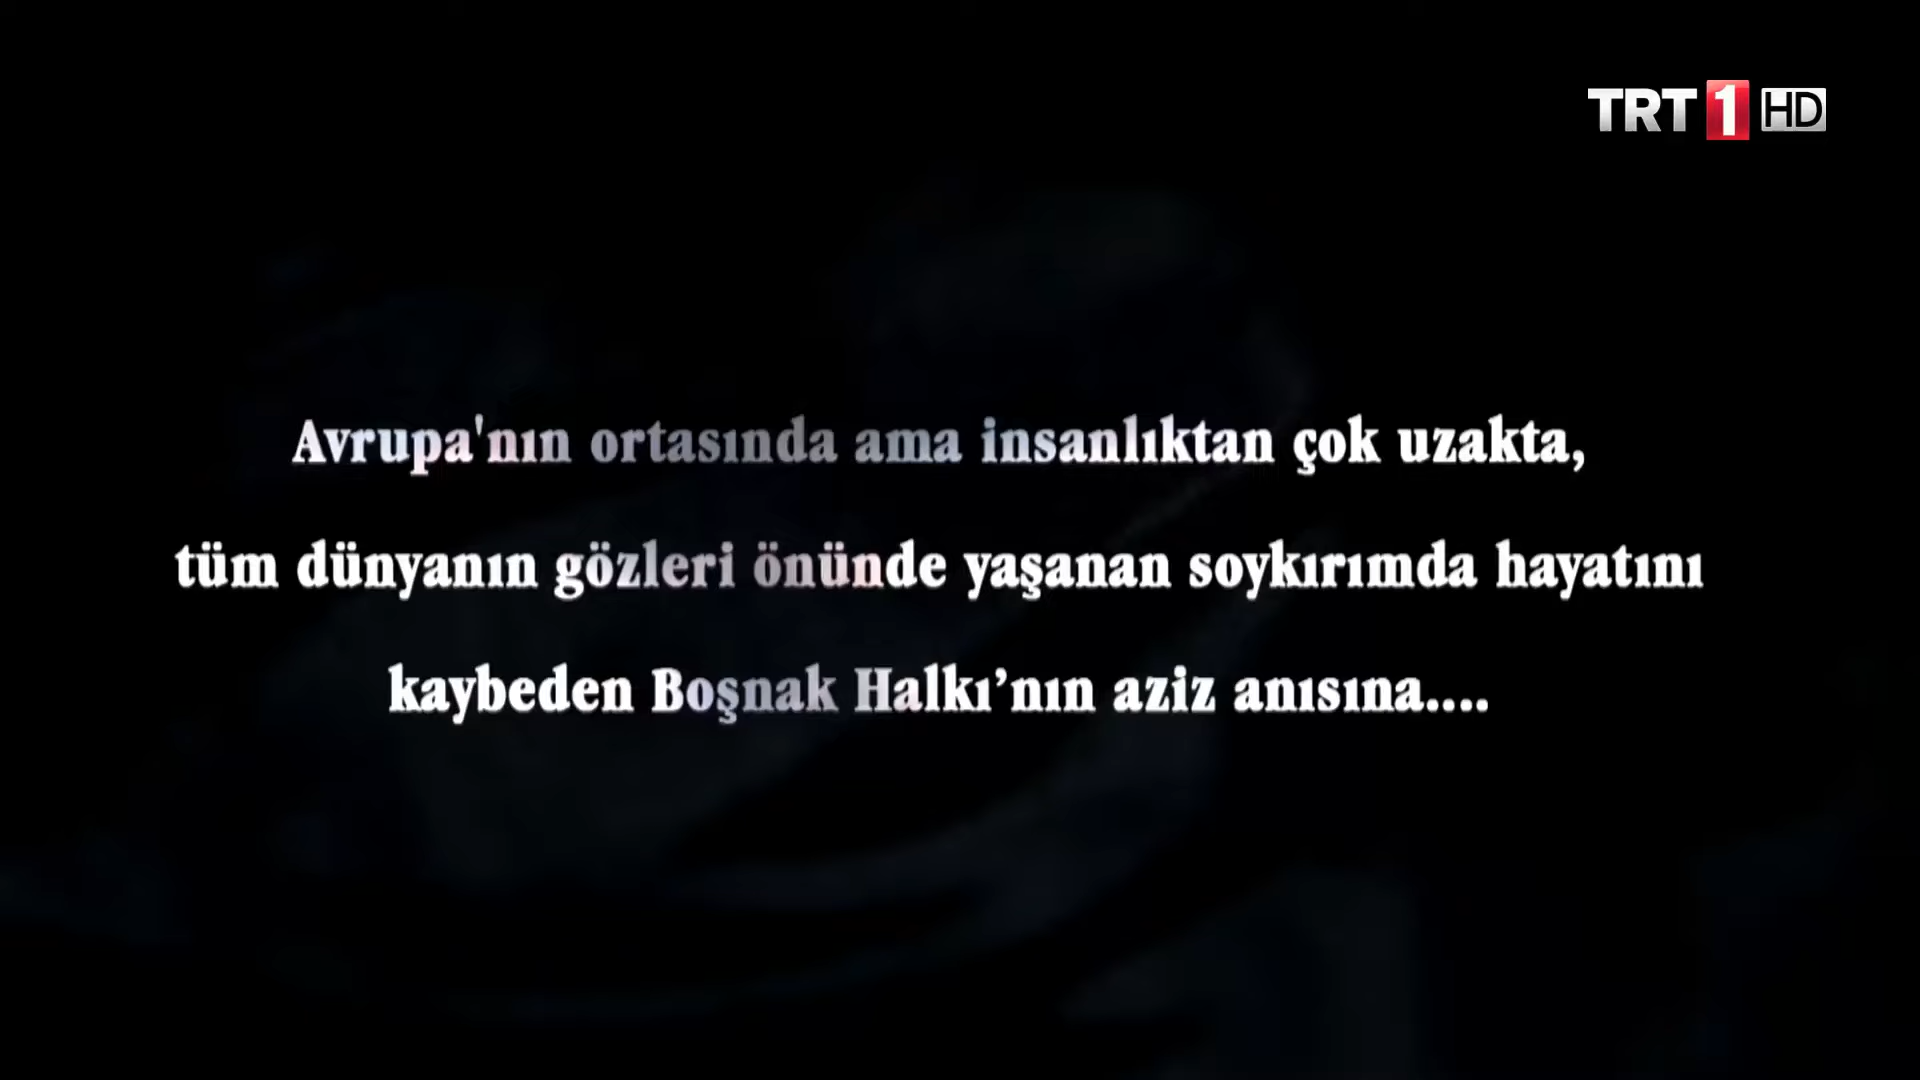 TRT 1 HD
Avrupa'nın ortasında ama insanlıktan çok uzakta,
tüm dünyanın gözleri önünde yaşanan soykırımda hayatını
kaybeden Boşnak Halkı’nın aziz anısına....